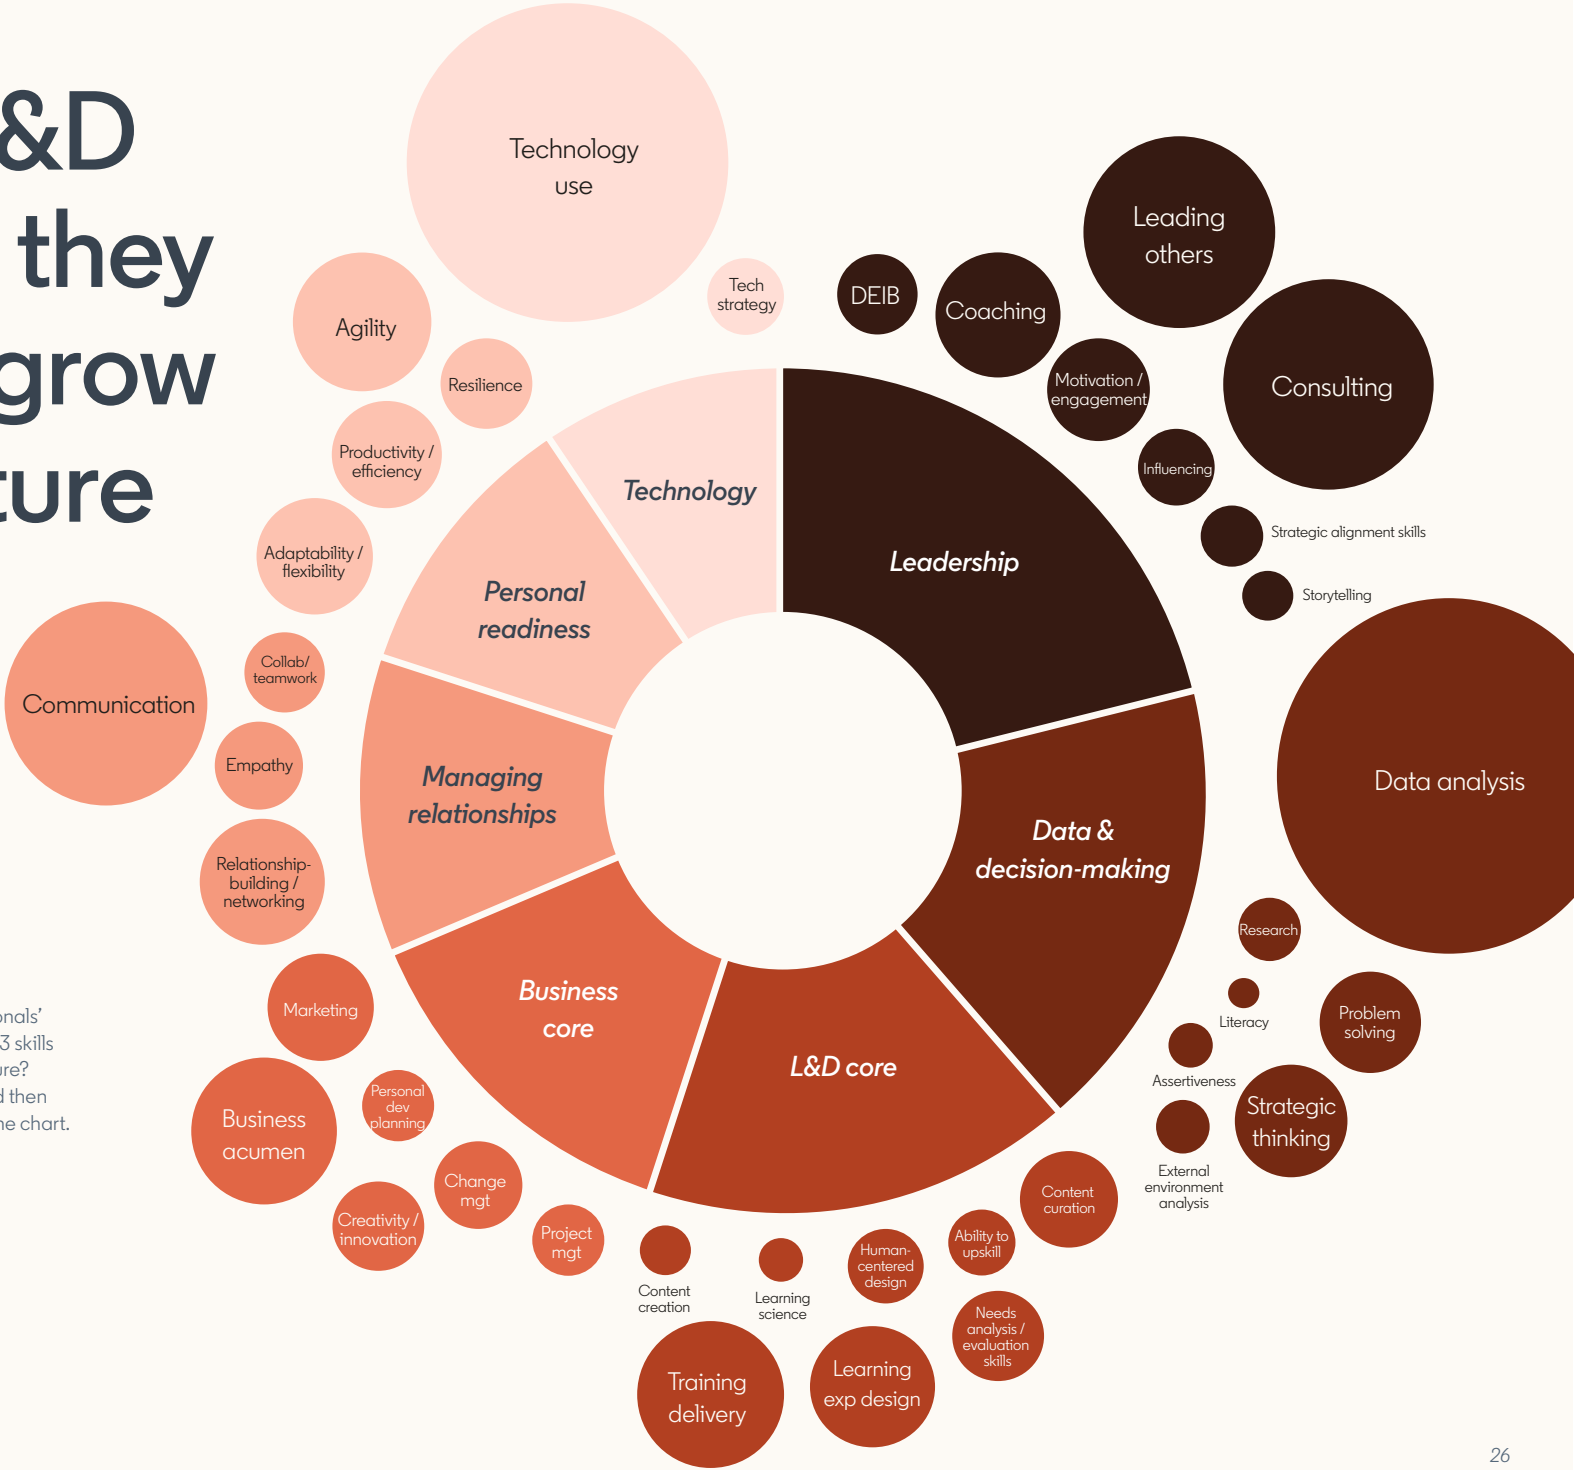 &D
they
grow
ture
onals’
3 skills
ure?
d then
ne chart.
Technology
use
Tech
strategy
Agility
Resilience
Productivity /
efficiency
Adaptability /
flexibility
Communication
Collab/
teamwork
Empathy
Relationship-
building /
networking
Marketing
Business
acumen
Personal
dev
planning
Creativity /
innovation
Change
mgt
Project
mgt
DEIB
Coaching
Leading
others
Motivation /
engagement
Consulting
Influencing
Strategic alignment skills
Storytelling
Data analysis
Research
Literacy
Problem
solving
Assertiveness
Strategic
thinking
External
environment
analysis
Content
curation
Ability to
upskill
Needs
analysis /
evaluation
skills
Human-
centered
design
Learning
exp design
Learning
science
Content
creation
Training
delivery
Technology
Leadership
Personal
readiness
Managing
relationships
Data &
decision-making
Business
core
L&D core
26